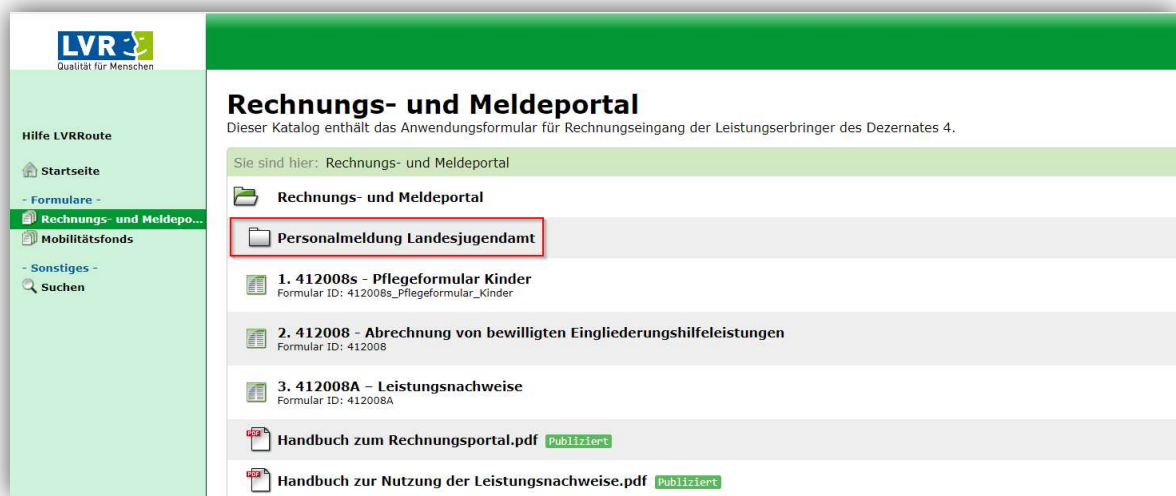 LVR
Qualität für Menschen
Hilfe LVRRoute
Startseite
- Formulare -
Rechnungs- und Meldepo...
Mobilitätsfonds
- Sonstiges -
Suchen
Rechnungs- und Meldeportal
Dieser Katalog enthält das Anwendungsformular für Rechnungseingang der Leistungserbringer des Dezernates 4.
Sie sind hier: Rechnungs- und Meldeportal
Rechnungs- und Meldeportal
Personalmeldung Landesjugendamt
1. 412008s - Pflegeformular Kinder
Formular ID: 412008s_Pflegeformular_Kinder
2. 412008 - Abrechnung von bewilligten Eingliederungshilfeleistungen
Formular ID: 412008
3. 412008A – Leistungsnachweise
Formular ID: 412008A
PDF Handbuch zum Rechnungsportal.pdf Publiziert
PDF Handbuch zur Nutzung der Leistungsnachweise.pdf Publiziert